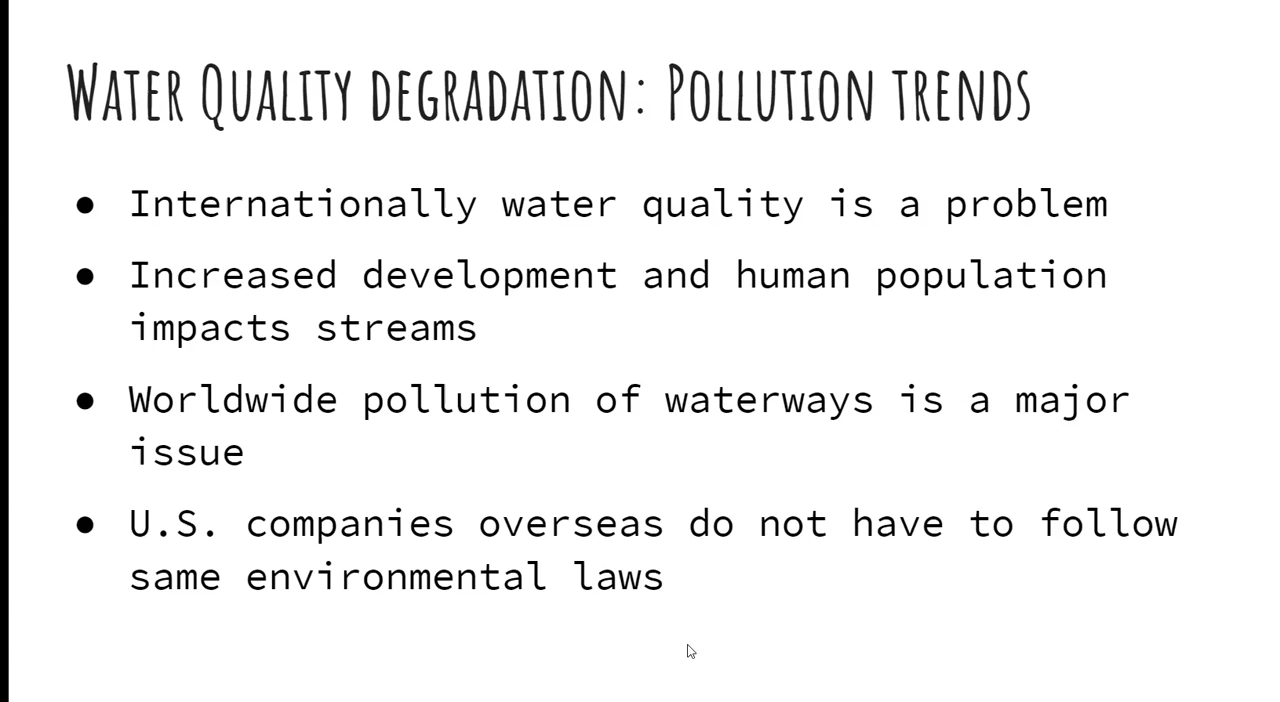 Water Quality degradation: Pollution trends
● Internationally water quality is a problem
● Increased development and human population
impacts streams
● Worldwide pollution of waterways is a major
issue
● U.S. companies overseas do not have to follow
same environmental laws